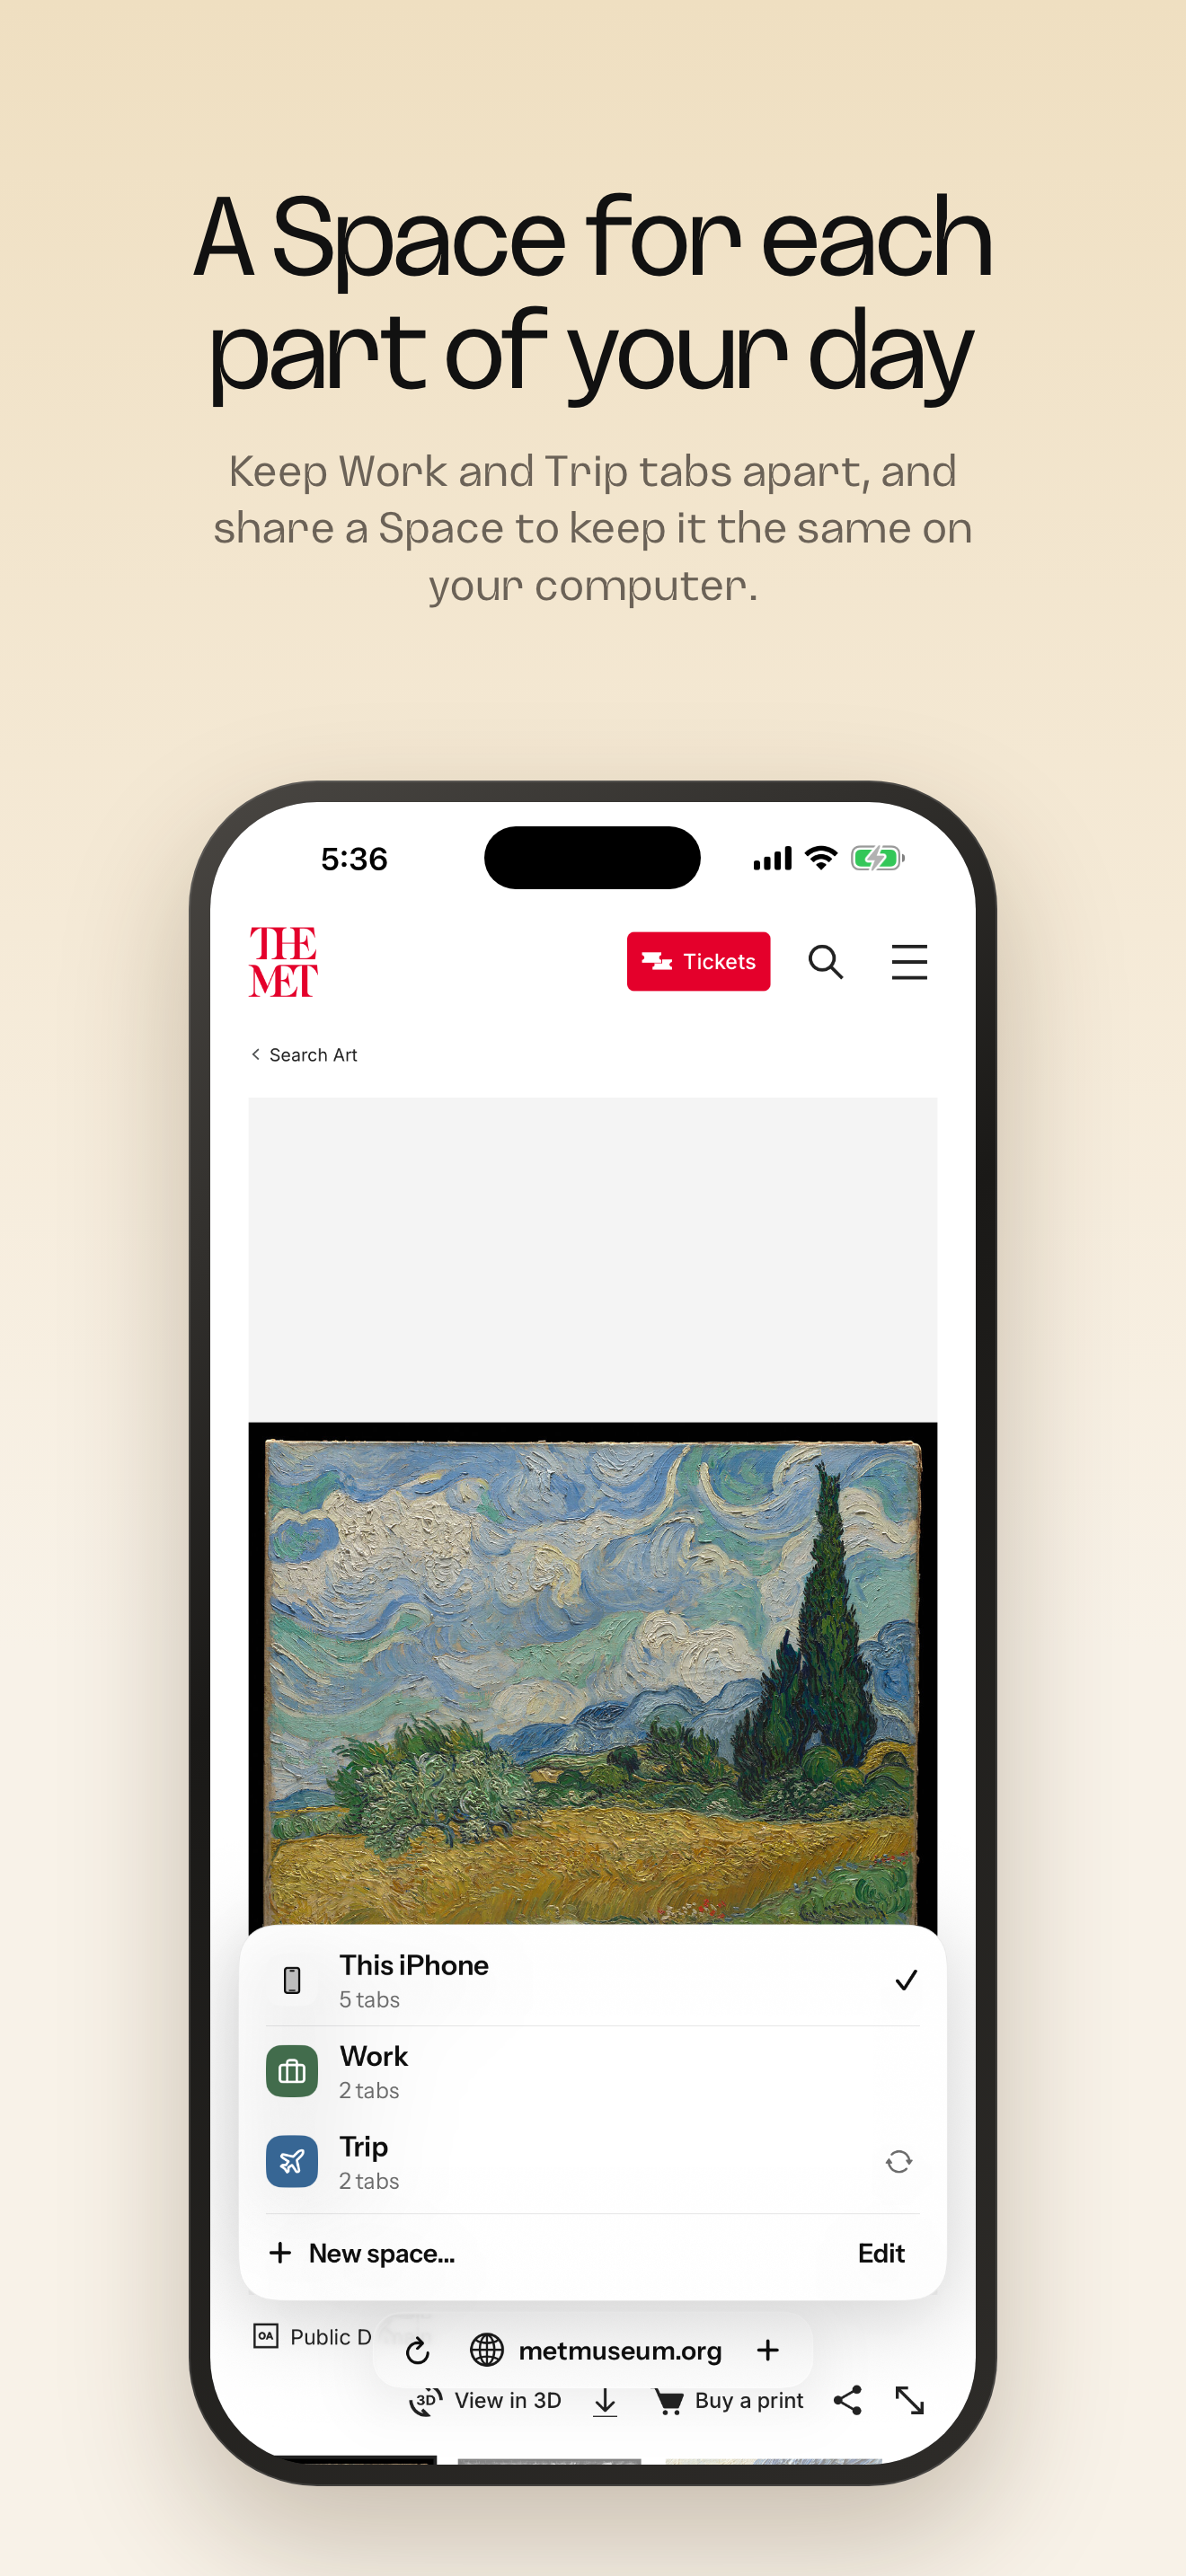 A Space for each
part of your day
Keep Work and Trip tabs apart, and
share a Space to keep it the same on
your computer.
5:36
THE
MET
Tickets
Search Art
This iPhone
5 tabs
Work
2 tabs
Trip
2 tabs
New space...
Edit
OA Public D
metmuseum.org
3D View in 3D
Buy a print